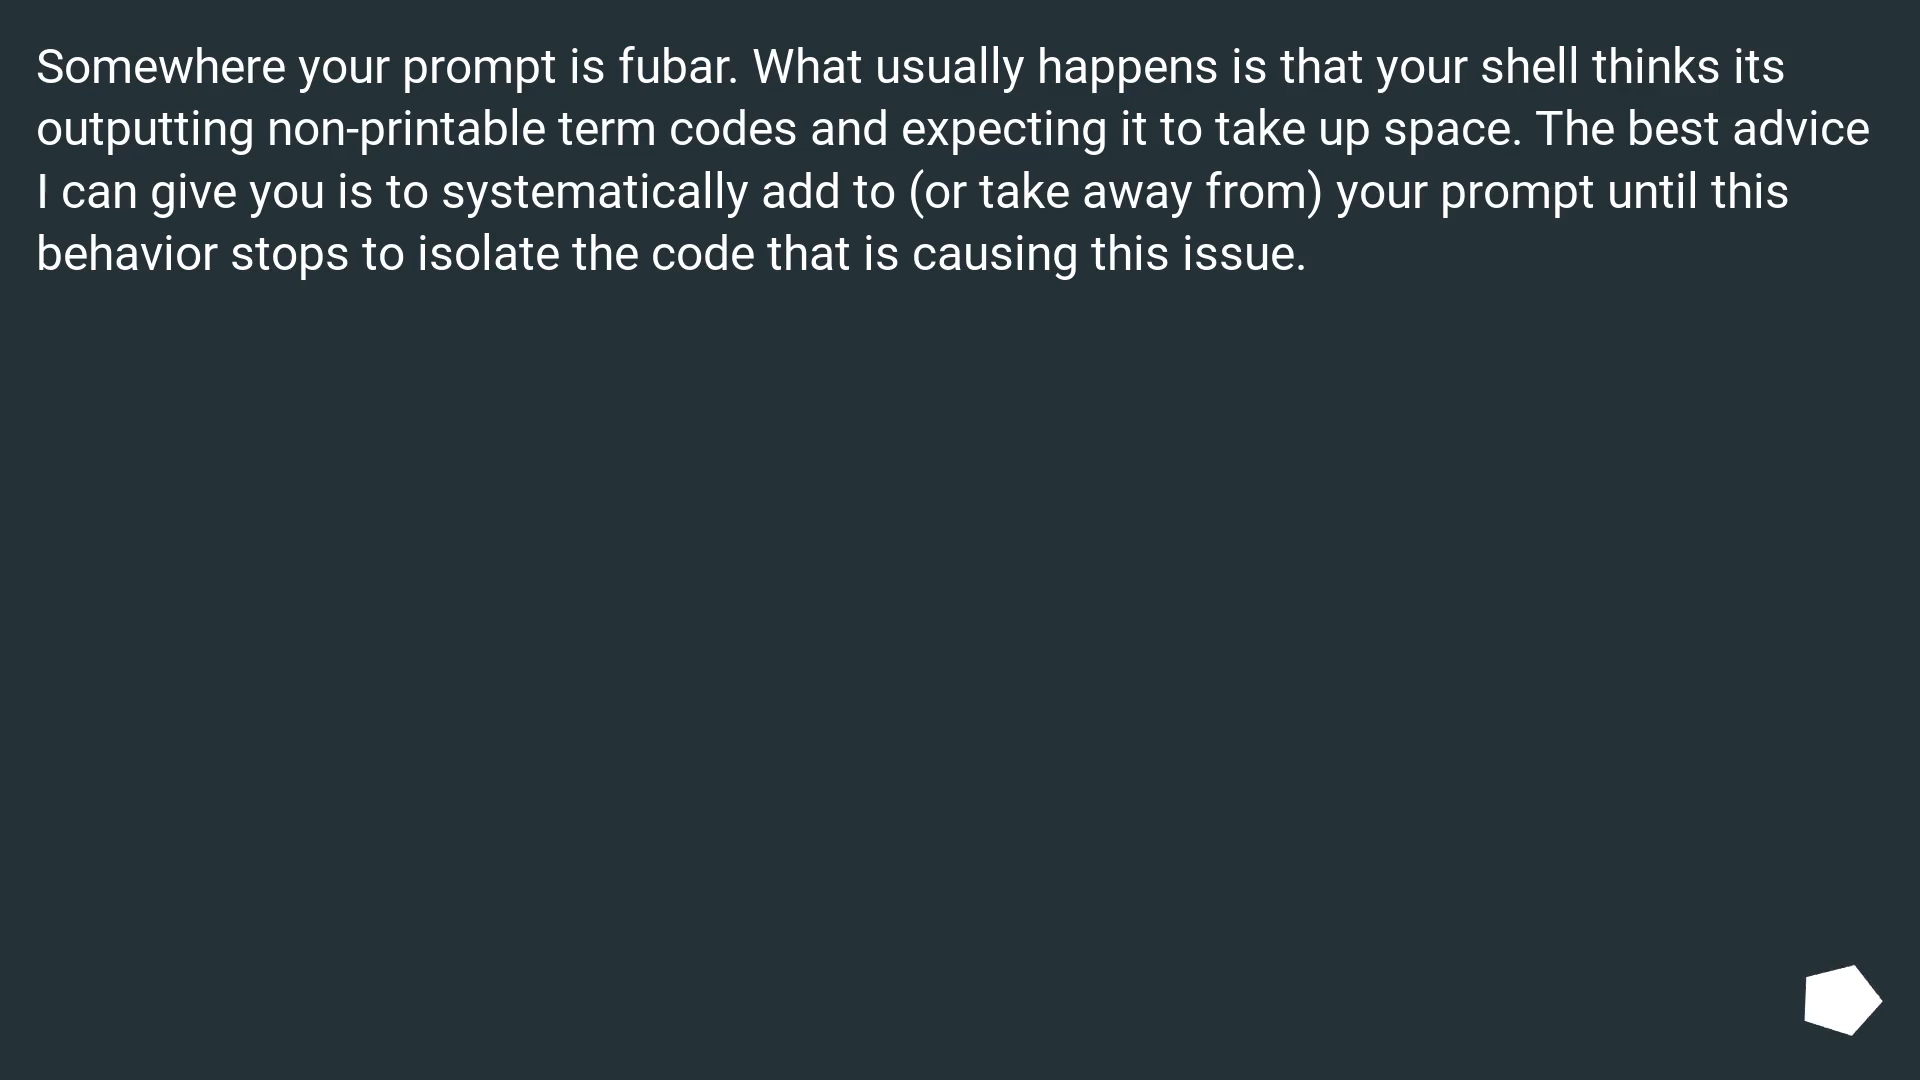 Somewhere your prompt is fubar. What usually happens is that your shell thinks its
outputting non-printable term codes and expecting it to take up space. The best advice
I can give you is to systematically add to (or take away from) your prompt until this
behavior stops to isolate the code that is causing this issue.